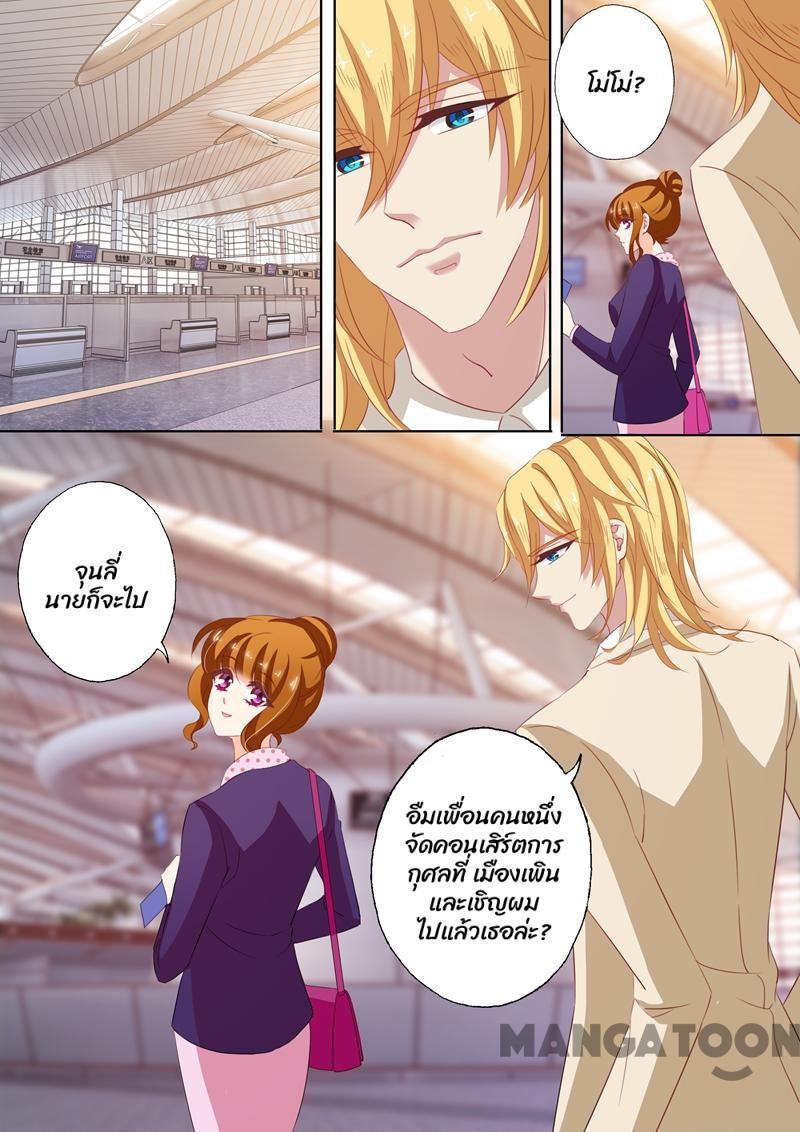 โม่โม่?
จุนลี่
นายก็จะไป
อืมเพื่อนคนหนึ่ง
จัดคอนเสิร์ตการ
กุศลที่ เมืองเพิน
และเชิญผม
ไปแล้วเธอล่ะ?
MANGATOON